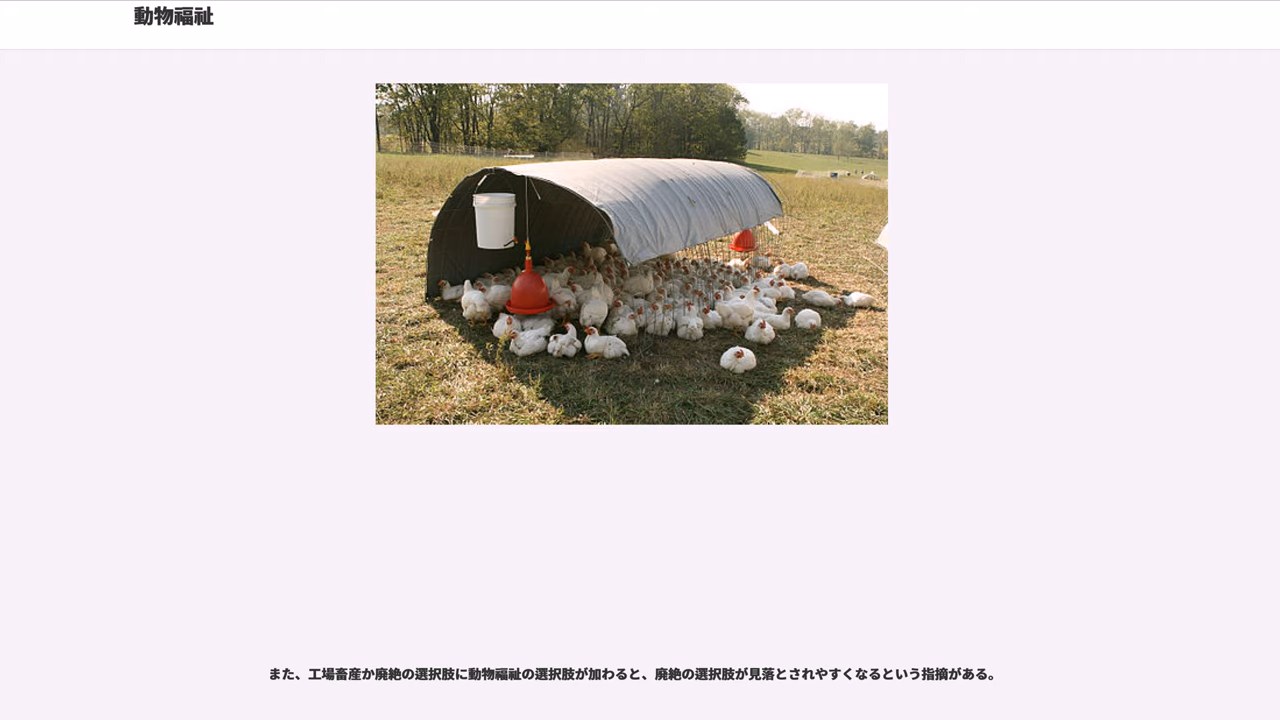 動物福祉
また、工場畜産か廃絶の選択肢に動物福祉の選択肢が加わると、廃絶の選択肢が見落とされやすくなるという指摘がある。